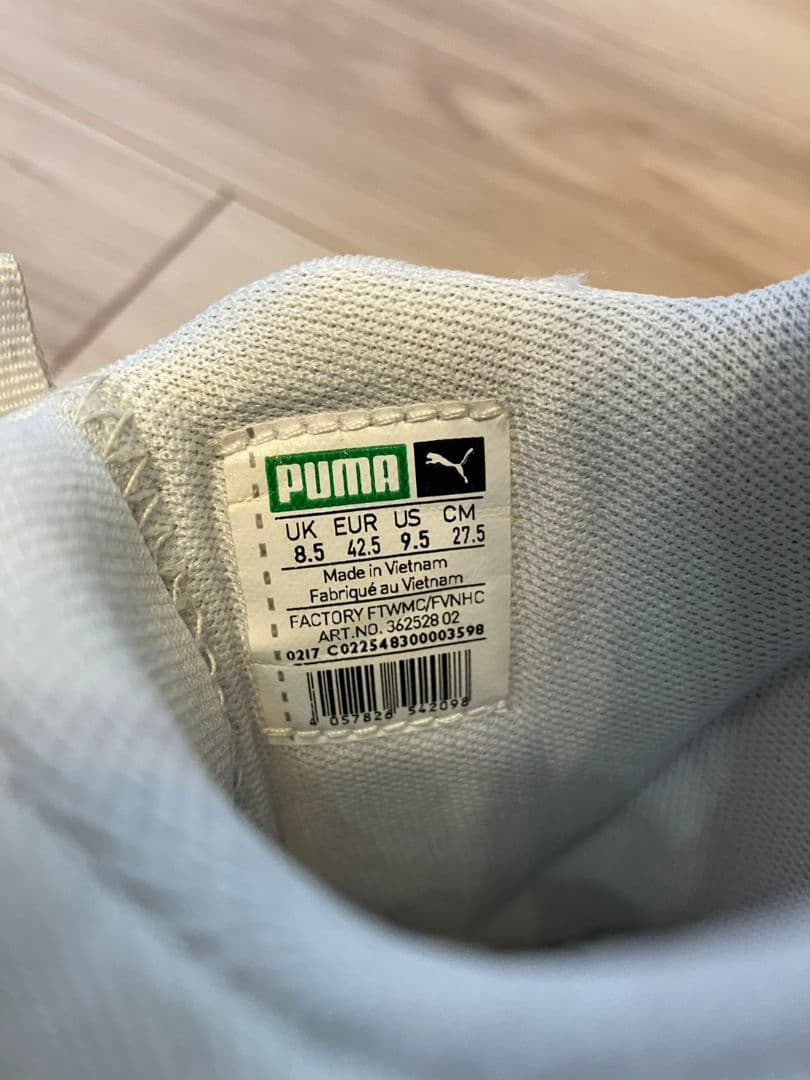 PUMA
UK EUR US CM
8.5 42.5 9.5 27.5
Made in Vietnam
Fabriqué au Vietnam
FACTORY FTWMC/FVNHC
ART.NO. 362528 02
0217 C022548300003598
4 057828 542098